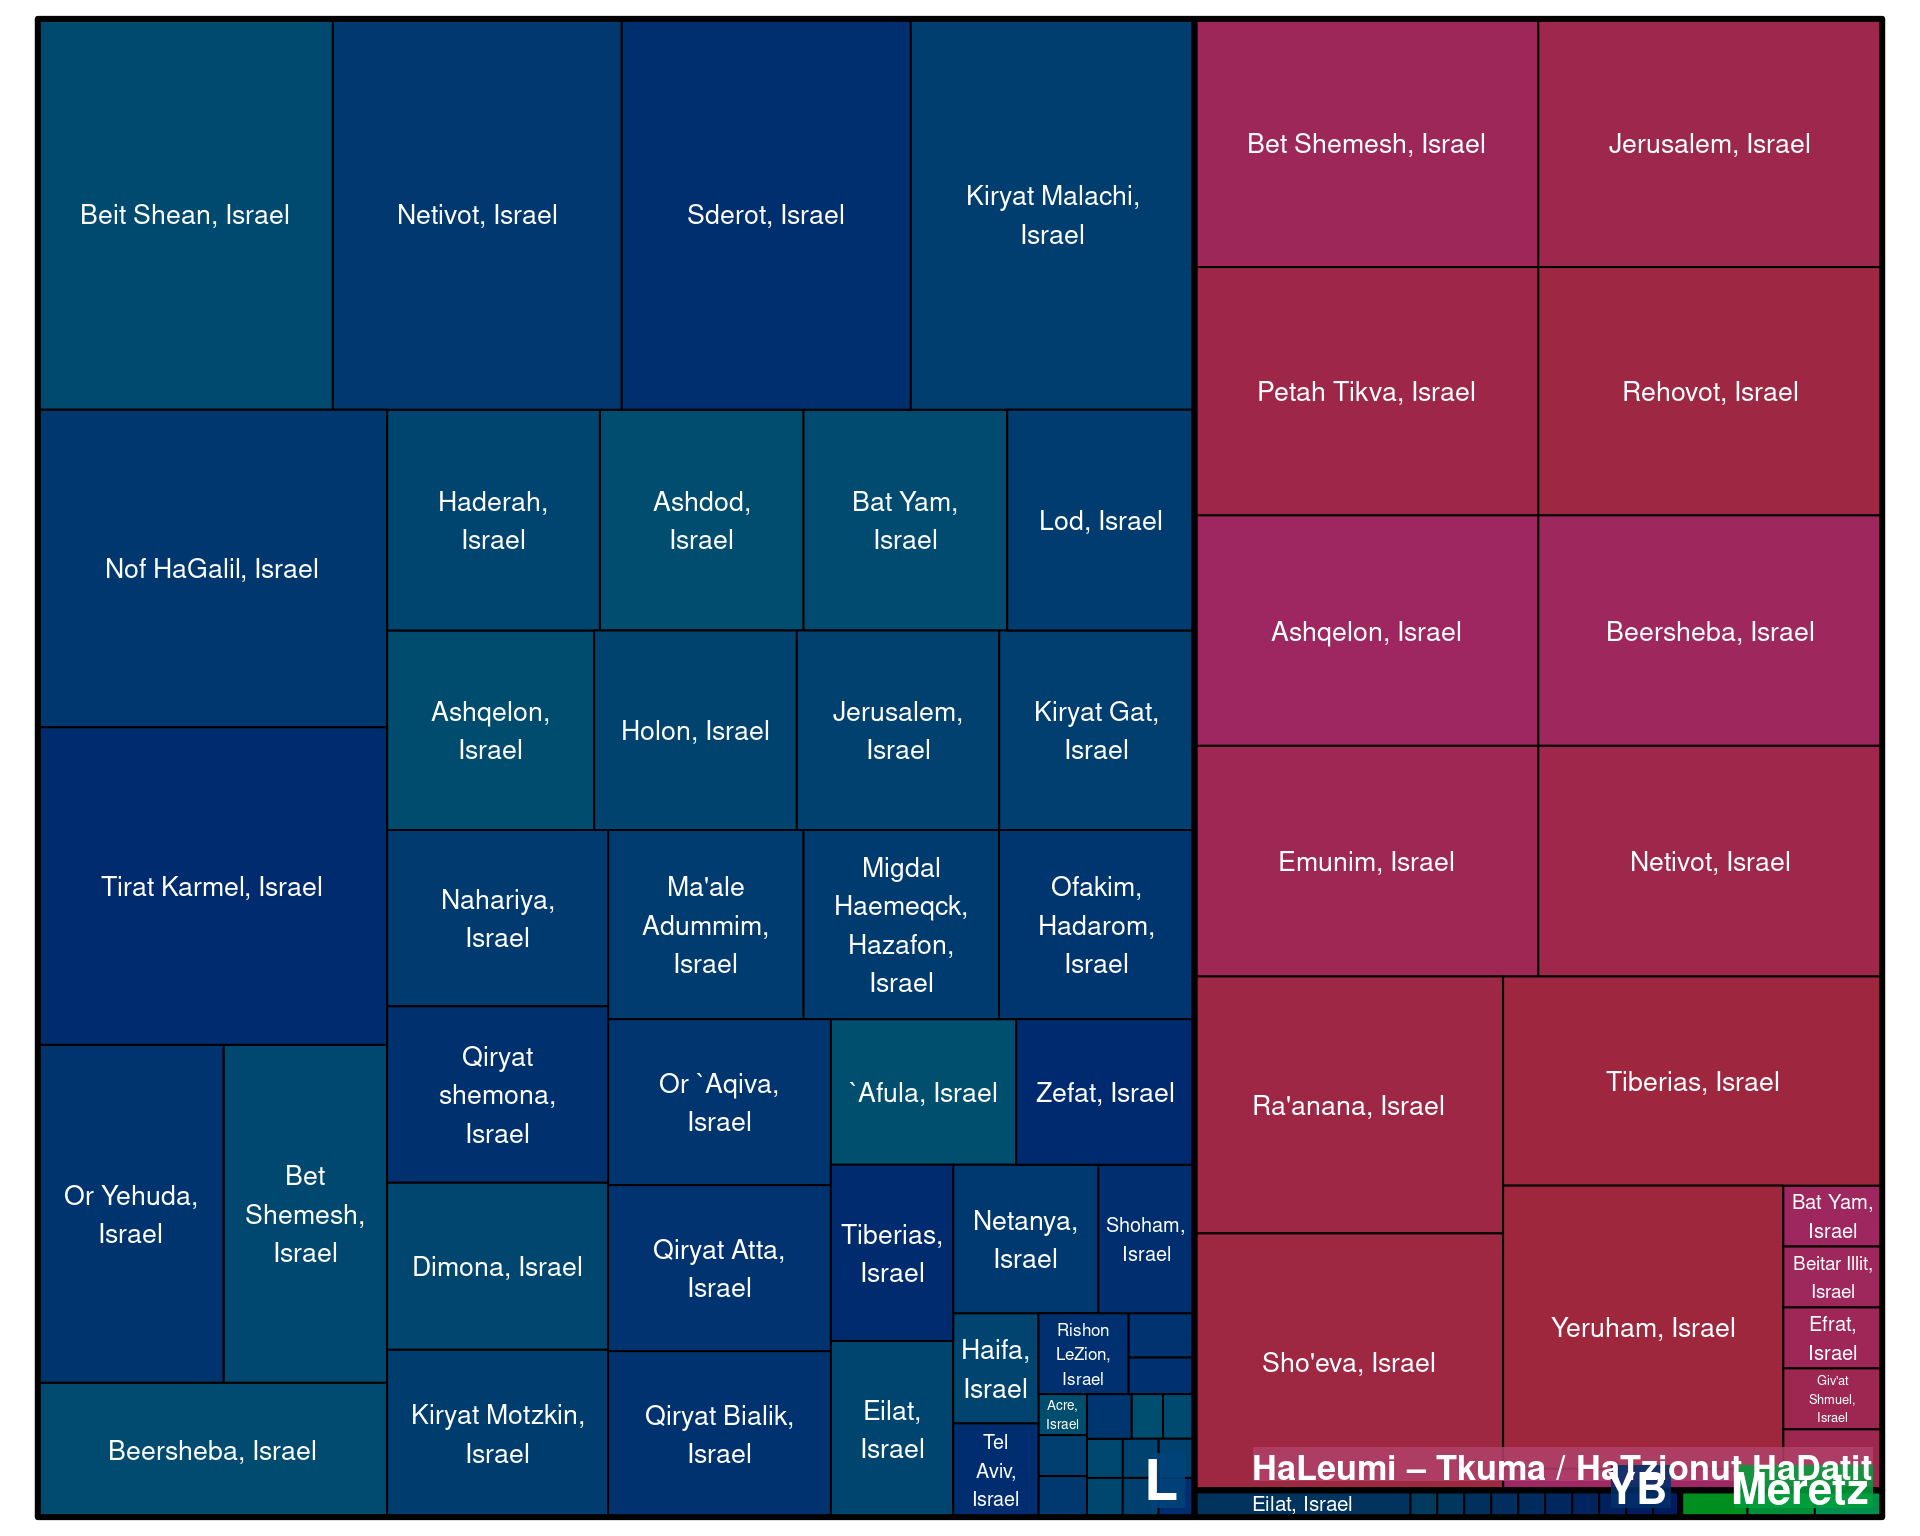 Beit Shean, Israel
Netivot, Israel
Sderot, Israel
Kiryat Malachi,
Israel
Nof HaGalil, Israel
Haderah,
Israel
Ashdod,
Israel
Bat Yam,
Israel
Lod, Israel
Ashqelon,
Israel
Holon, Israel
Jerusalem,
Israel
Kiryat Gat,
Israel
Tirat Karmel, Israel
Nahariya,
Israel
Ma'ale
Adummim,
Israel
Migdal
Haemeqck,
Hazafon,
Israel
Ofakim,
Hadarom,
Israel
Qiryat
shemona,
Israel
Or `Aqiva,
Israel
`Afula, Israel
Zefat, Israel
Or Yehuda,
Israel
Bet
Shemesh,
Israel
Dimona, Israel
Qiryat Atta,
Israel
Tiberias,
Israel
Netanya,
Israel
Shoham,
Israel
Haifa,
Israel
Rishon
LeZion,
Israel
Acre,
Israel
Beersheba, Israel
Kiryat Motzkin,
Israel
Qiryat Bialik,
Israel
Eilat,
Israel
Tel
Aviv,
Israel
L
Bet Shemesh, Israel
Jerusalem, Israel
Petah Tikva, Israel
Rehovot, Israel
Ashqelon, Israel
Beersheba, Israel
Emunim, Israel
Netivot, Israel
Ra'anana, Israel
Tiberias, Israel
Sho'eva, Israel
Yeruham, Israel
Bat Yam,
Israel
Beitar Illit,
Israel
Efrat,
Israel
Giv'at
Shmuel,
Israel
HaLeumi – Tkuma / HaTzionut HaDatit
Eilat, Israel
YB
Meretz